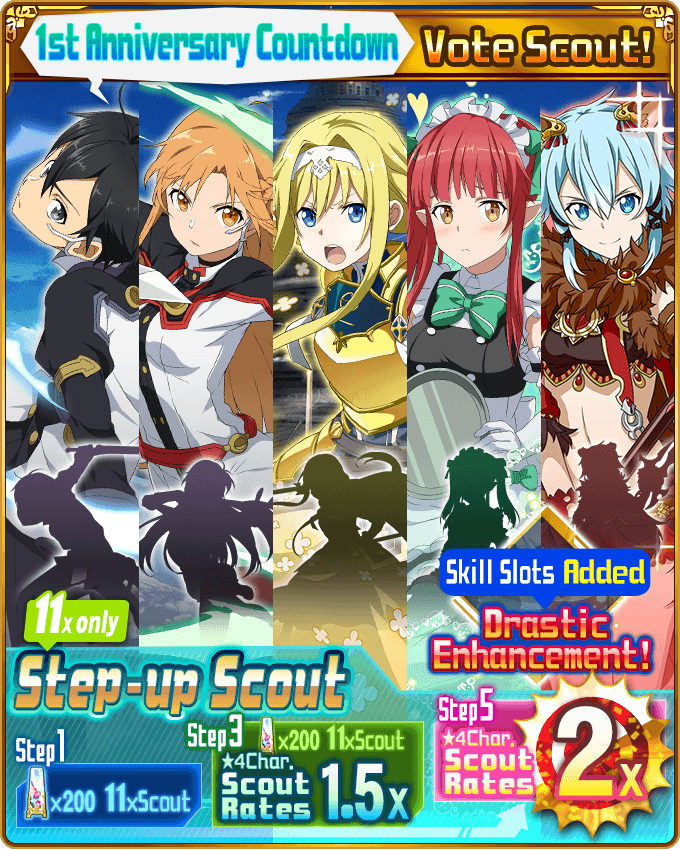 1st Anniversary Countdown
Vote Scout!
Skill Slots Added
Drastic
Enhancement!
11x only
Step-up Scout
Step1
x200 11xScout
Step3
x200 11xScout
★4Char.
Scout
Rates
1.5x
Step5
★4Char.
Scout
Rates
2x